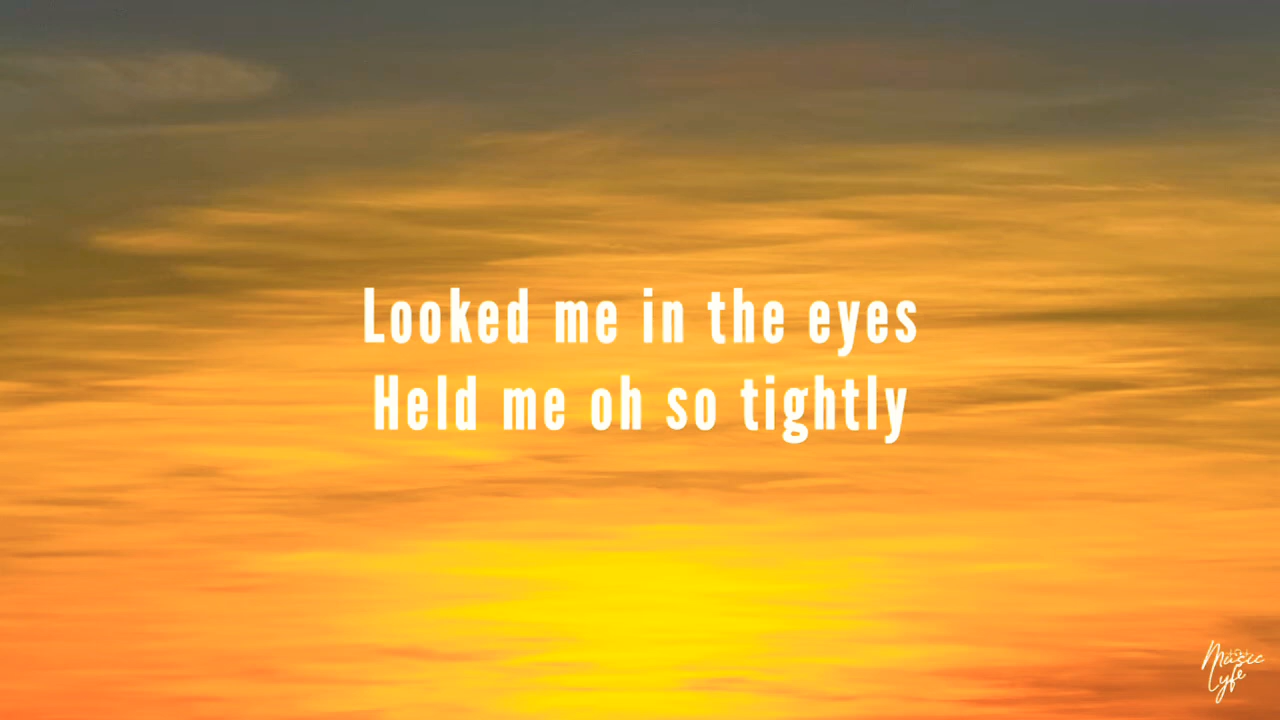 Looked me in the eyes
Held me oh so tightly
Music
Lyfe